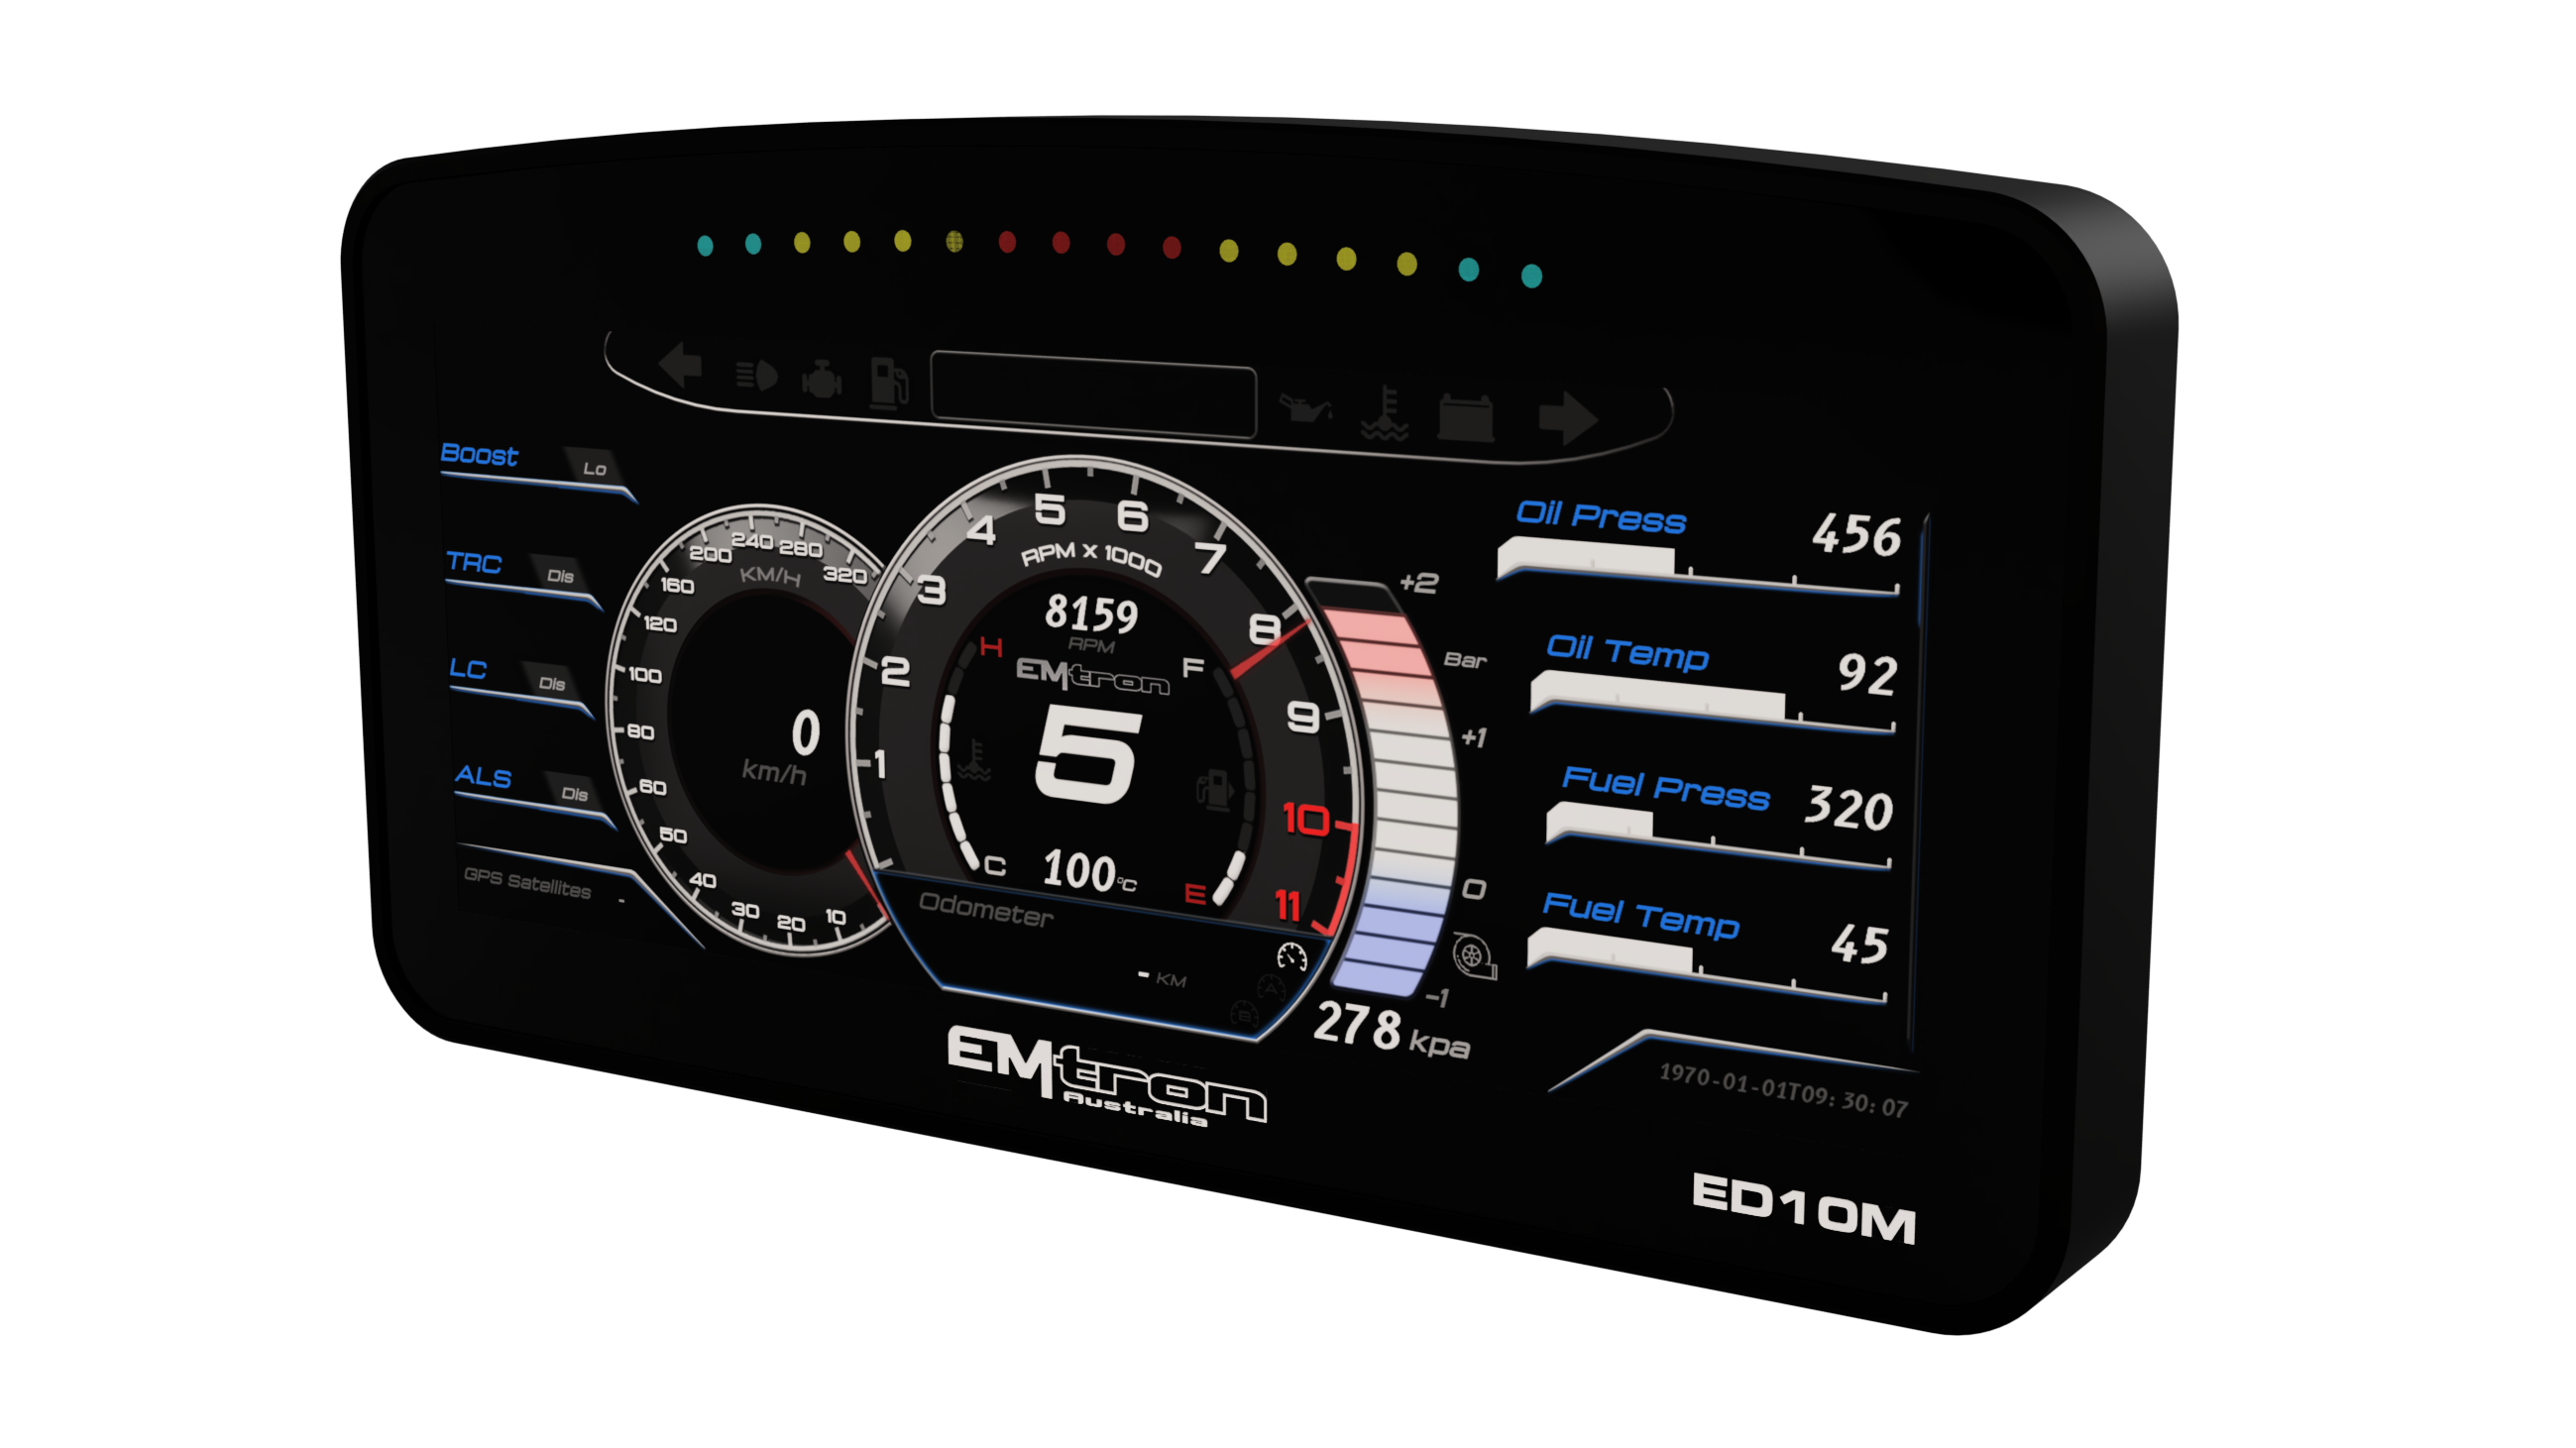 Boost Lo
TRC Dis
LC Dis
ALS Dis
GPS Satellites -
10
20
30
40
50
60
80
100
120
160
200
240
280
320
KM/H
0
km/h
1
2
3
4
5
6
7
8
9
10
11
RPM X 1000
8159
RPM
EMtron
H
F
5
C
E
100°C
Odometer
- KM
A
B
+2
Bar
+1
0
-1
278 kpa
Oil Press 456
Oil Temp 92
Fuel Press 320
Fuel Temp 45
1970-01-01T09:30:07
EMtron
Australia
ED10M